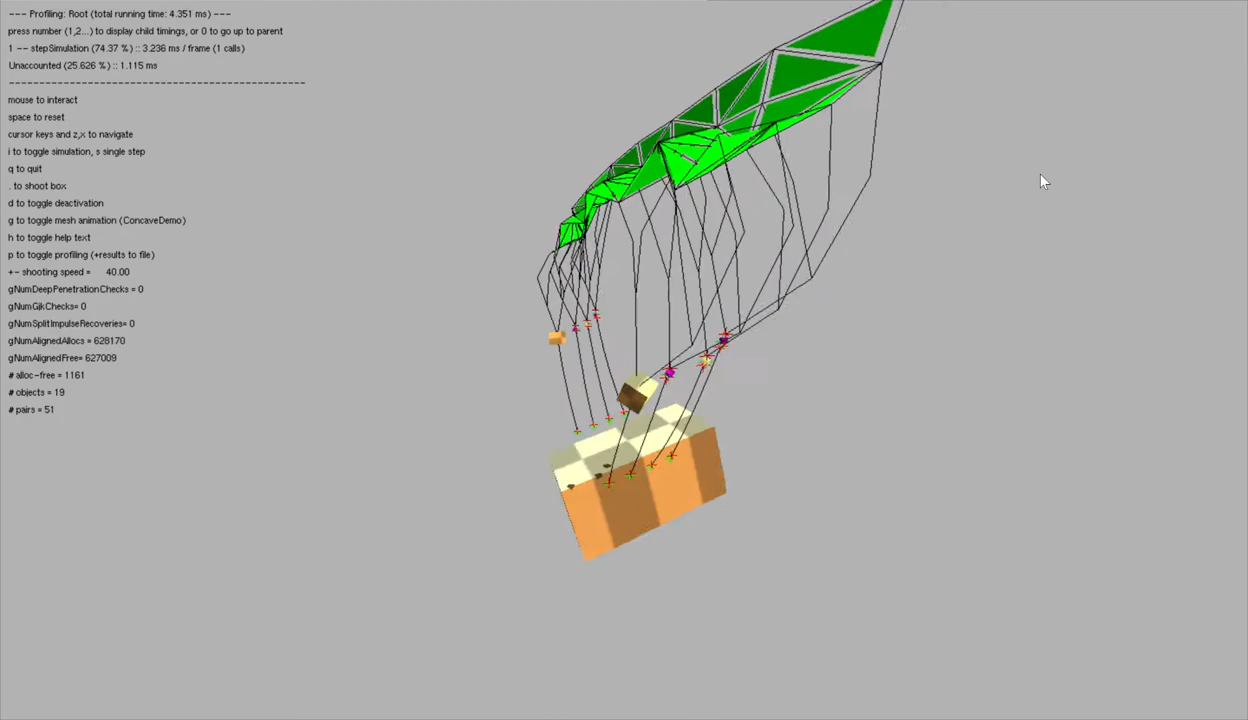 --- Profiling: Root (total running time: 4.351 ms) ---
press number (1,2...) to display child timings, or 0 to go up to parent
1 -- stepSimulation (74.37 %) :: 3.236 ms / frame (1 calls)
Unaccounted (25.626 %) :: 1.115 ms
-------------------------------------------------
mouse to interact
space to reset
cursor keys and z,x to navigate
i to toggle simulation, s single step
q to quit
. to shoot box
d to toggle deactivation
g to toggle mesh animation (ConcaveDemo)
h to toggle help text
p to toggle profiling (+results to file)
+- shooting speed = 40.00
gNumDeepPenetrationChecks = 0
gNumGjkChecks= 0
gNumSplitImpulseRecoveries= 0
gNumAlignedAllocs = 628170
gNumAlignedFree= 627009
# alloc-free = 1161
# objects = 19
# pairs = 51